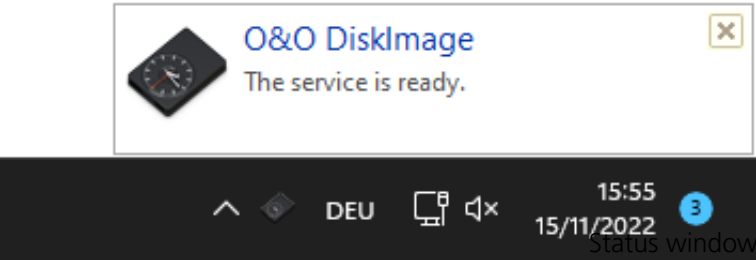 O&O DiskImage
The service is ready.
DEU
15:55
3
15/11/2022
Status window